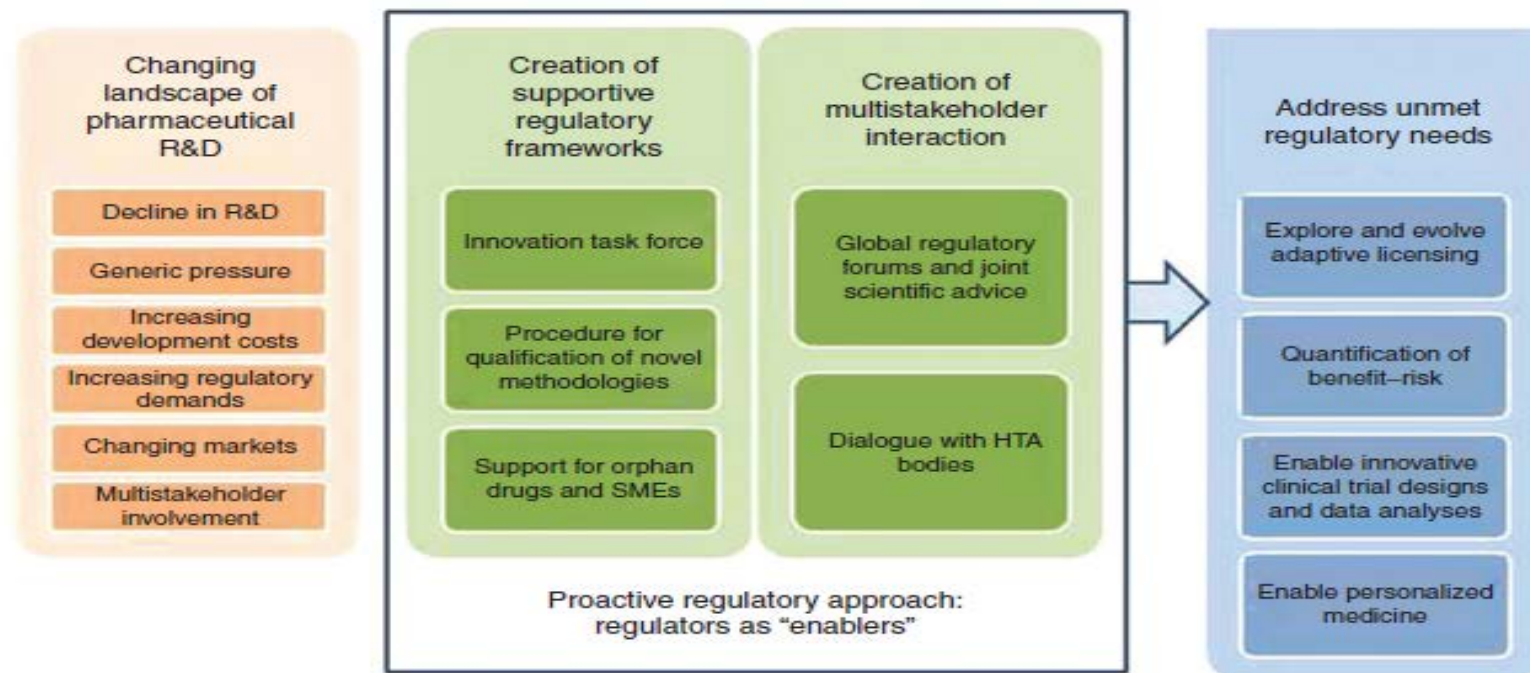 Changing
landscape of
pharmaceutical
R&D
Decline in R&D
Generic pressure
Increasing
development costs
Increasing regulatory
demands
Changing markets
Multistakeholder
involvement
Creation of
supportive
regulatory
frameworks
Innovation task force
Procedure for
qualification of novel
methodologies
Support for orphan
drugs and SMEs
Creation of
multistakeholder
interaction
Global regulatory
forums and joint
scientific advice
Dialogue with HTA
bodies
Proactive regulatory approach:
regulators as “enablers”
Address unmet
regulatory needs
Explore and evolve
adaptive licensing
Quantification of
benefit–risk
Enable innovative
clinical trial designs
and data analyses
Enable personalized
medicine